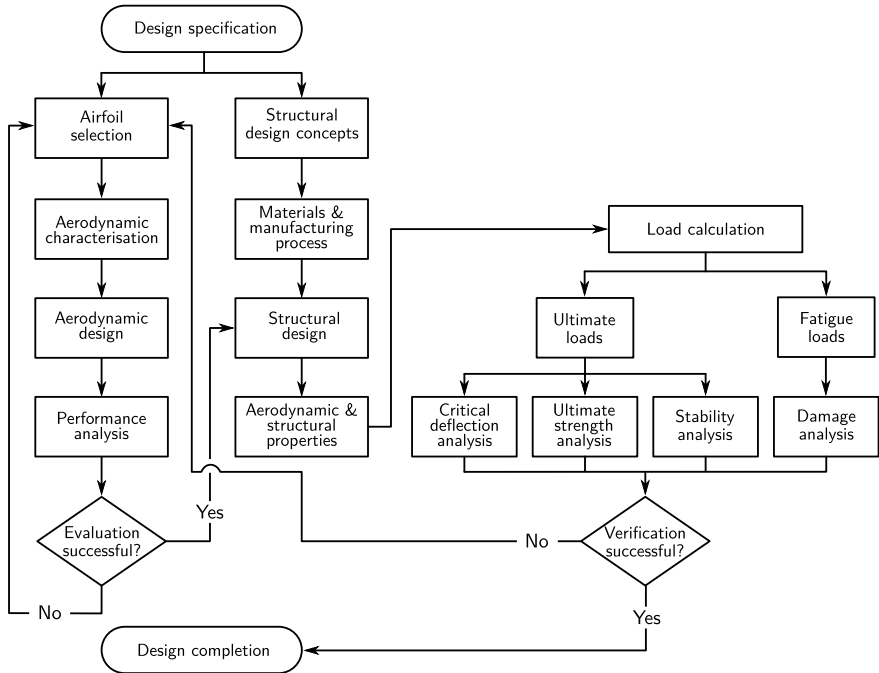 Design specification
Airfoil
selection
Structural
design concepts
Aerodynamic
characterisation
Materials &
manufacturing
process
Load calculation
Aerodynamic
design
Structural
design
Ultimate
loads
Fatigue
loads
Performance
analysis
Aerodynamic &
structural
properties
Critical
deflection
analysis
Ultimate
strength
analysis
Stability
analysis
Damage
analysis
Yes
Evaluation
successful?
No
Verification
successful?
No
Yes
Design completion